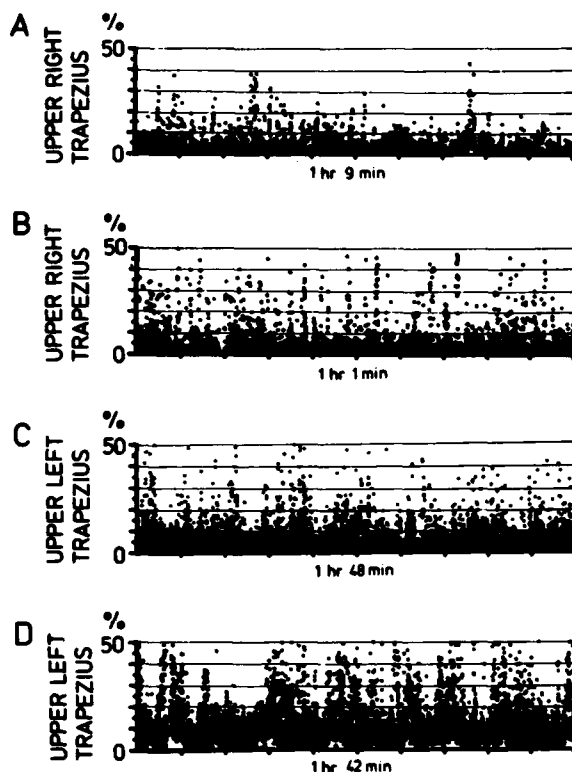 A
%
50
UPPER RIGHT
TRAPEZIUS
0
1 hr 9 min
B
%
50
UPPER RIGHT
TRAPEZIUS
0
1 hr 1 min
C
%
50
UPPER LEFT
TRAPEZIUS
0
1 hr 48 min
D
%
50
UPPER LEFT
TRAPEZIUS
0
1 hr 42 min